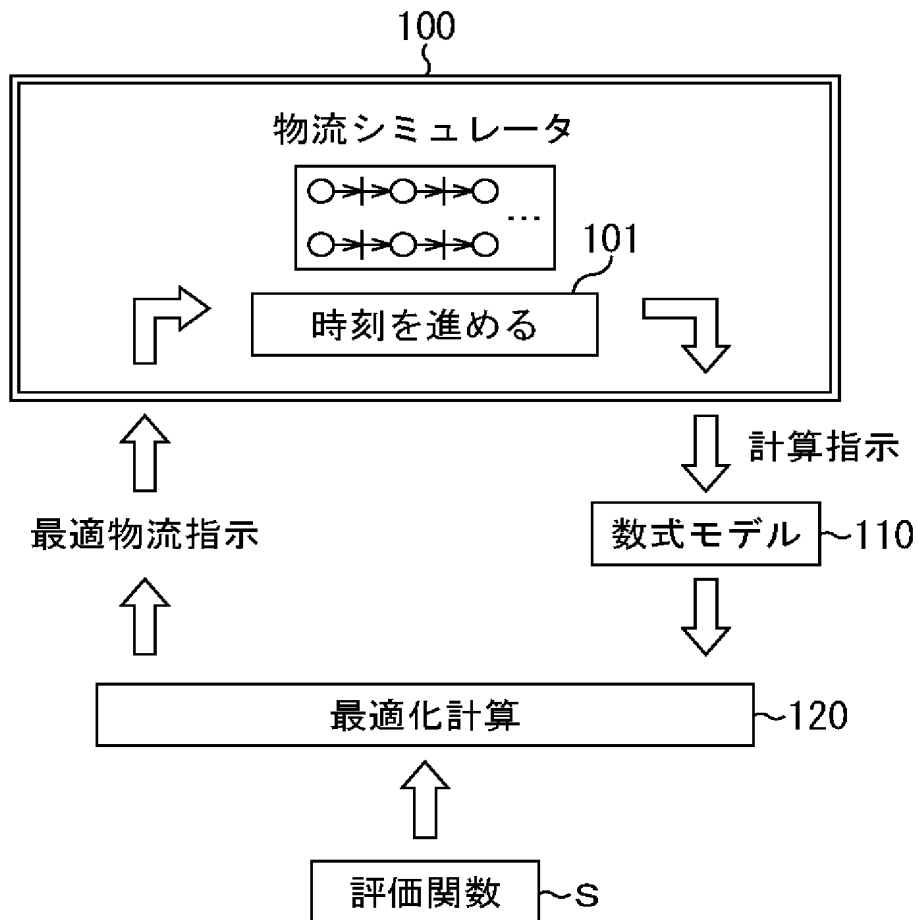 100
物流シミュレータ
...
101
時刻を進める
計算指示
最適物流指示
数式モデル
110
最適化計算
120
評価関数
S